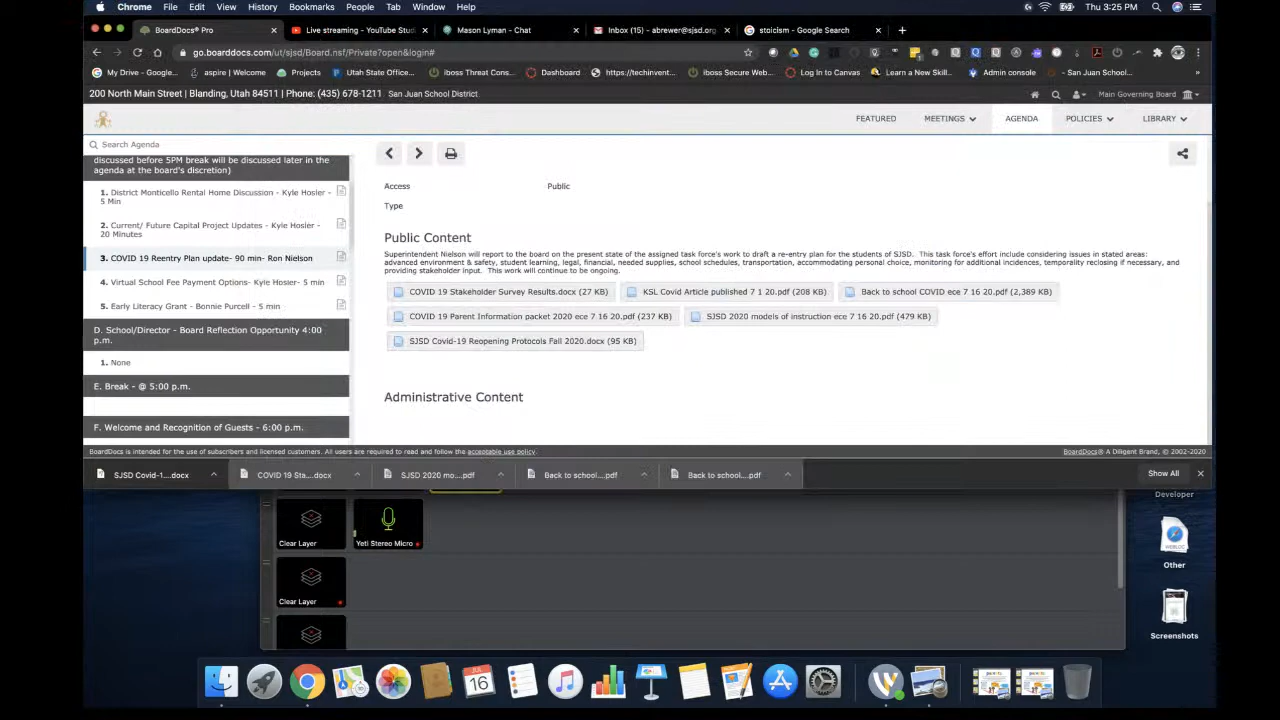 Chrome File Edit View History Bookmarks People Tab Window Help Thu 3:25 PM
BoardDocs® Pro Live streaming - YouTube Stud Mason Lyman - Chat Inbox (15) - abrewer@sjsd.org stoicism - Google Search
go.boarddocs.com/ut/sjsd/Board.nsf/Private?open&login#
My Drive - Google... aspire | Welcome Projects Utah State Office... iboss Threat Cons... Dashboard https://techinvent... iboss Secure Web... Log In to Canvas Learn a New Skill... Admin console - San Juan School...
200 North Main Street | Blanding, Utah 84511 | Phone: (435) 678-1211 San Juan School District Main Governing Board
FEATURED MEETINGS AGENDA POLICIES LIBRARY
Search Agenda
discussed before 5PM break will be discussed later in the
agenda at the board's discretion)
1. District Monticello Rental Home Discussion - Kyle Hosler -
5 Min
2. Current/ Future Capital Project Updates - Kyle Hosler -
20 Minutes
3. COVID 19 Reentry Plan update- 90 min- Ron Nielson
4. Virtual School Fee Payment Options- Kyle Hosler- 5 min
5. Early Literacy Grant - Bonnie Purcell - 5 min
D. School/Director - Board Reflection Opportunity 4:00
p.m.
1. None
E. Break - @ 5:00 p.m.
F. Welcome and Recognition of Guests - 6:00 p.m.
Access Public
Type
Public Content
Superintendent Nielson will report to the board on the present state of the assigned task force's work to draft a re-entry plan for the students of SJSD. This task force's effort include considering issues in stated areas:
advanced environment & safety, student learning, legal, financial, needed supplies, school schedules, transportation, accommodating personal choice, monitoring for additional incidences, temporality reclosing if necessary, and
providing stakeholder input. This work will continue to be ongoing.
COVID 19 Stakeholder Survey Results.docx (27 KB) KSL Covid Article published 7 1 20.pdf (208 KB) Back to school COVID ece 7 16 20.pdf (2,389 KB)
COVID 19 Parent Information packet 2020 ece 7 16 20.pdf (237 KB) SJSD 2020 models of instruction ece 7 16 20.pdf (479 KB)
SJSD Covid-19 Reopening Protocols Fall 2020.docx (95 KB)
Administrative Content
BoardDocs is intended for the use of subscribers and licensed customers. All users are required to read and follow the acceptable use policy. BoardDocs® A Diligent Brand, © 2002-2020
SJSD Covid-1....docx COVID 19 Sta....docx SJSD 2020 mo....pdf Back to school....pdf Back to school....pdf Show All
Developer
Clear Layer Yeti Stereo Micro
WEBLOC
Other
Clear Layer
Screenshots
JUL
16